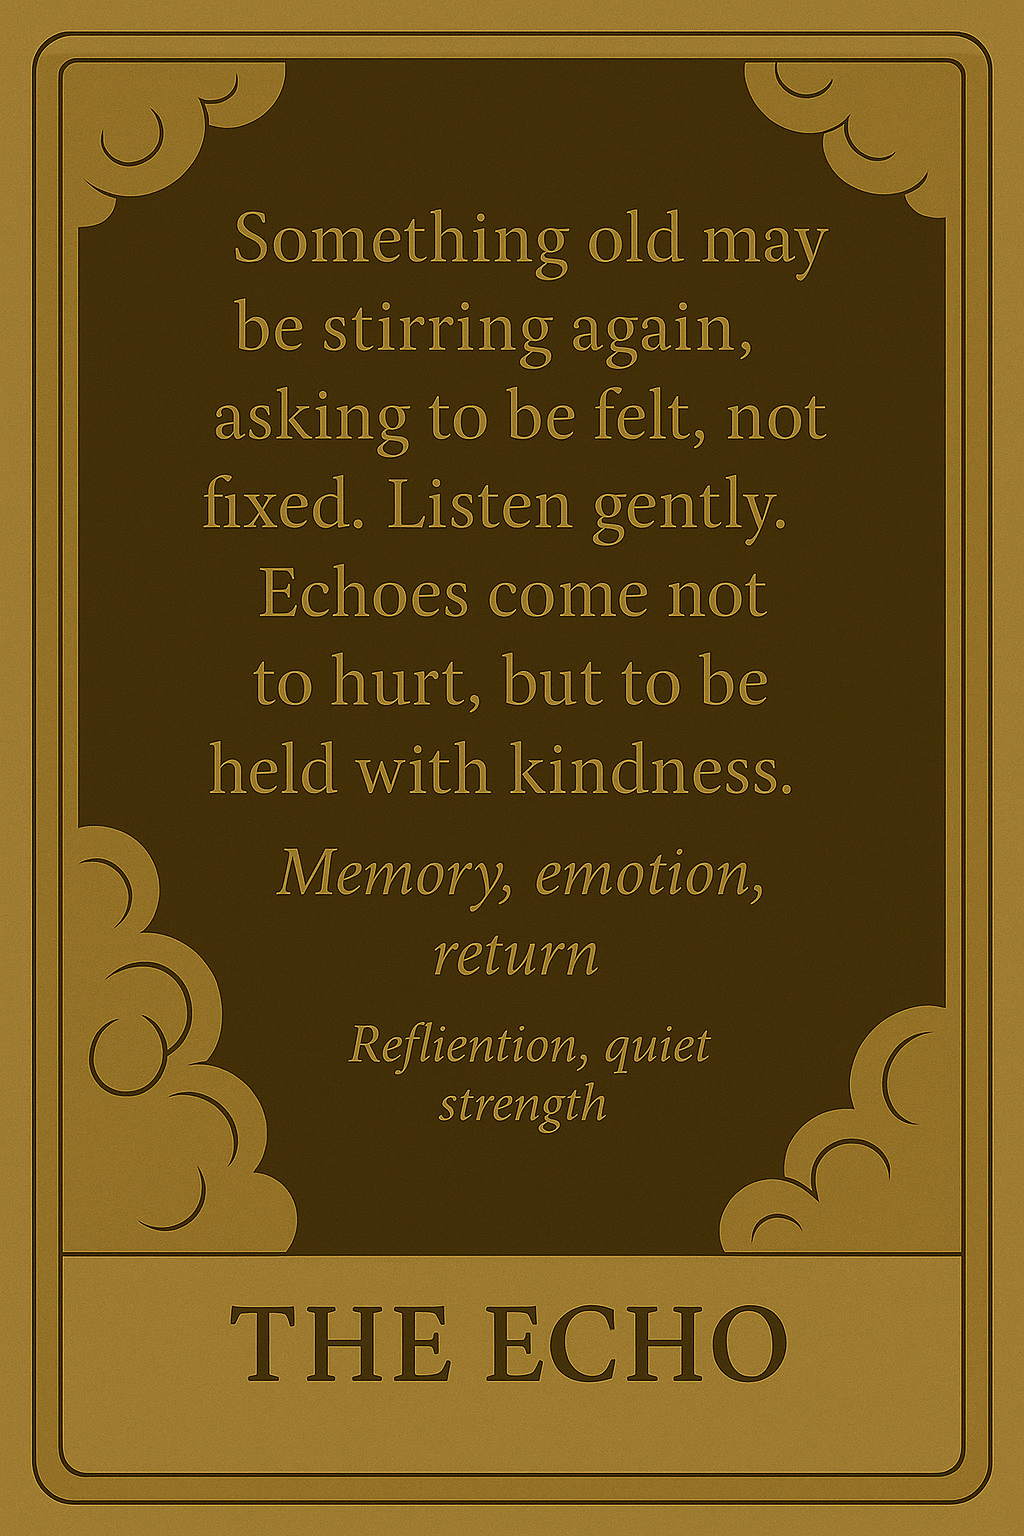 Something old may
be stirring again,
asking to be felt, not
fixed. Listen gently.
Echoes come not
to hurt, but to be
held with kindness.
Memory, emotion,
return
Refliention, quiet
strength
THE ECHO